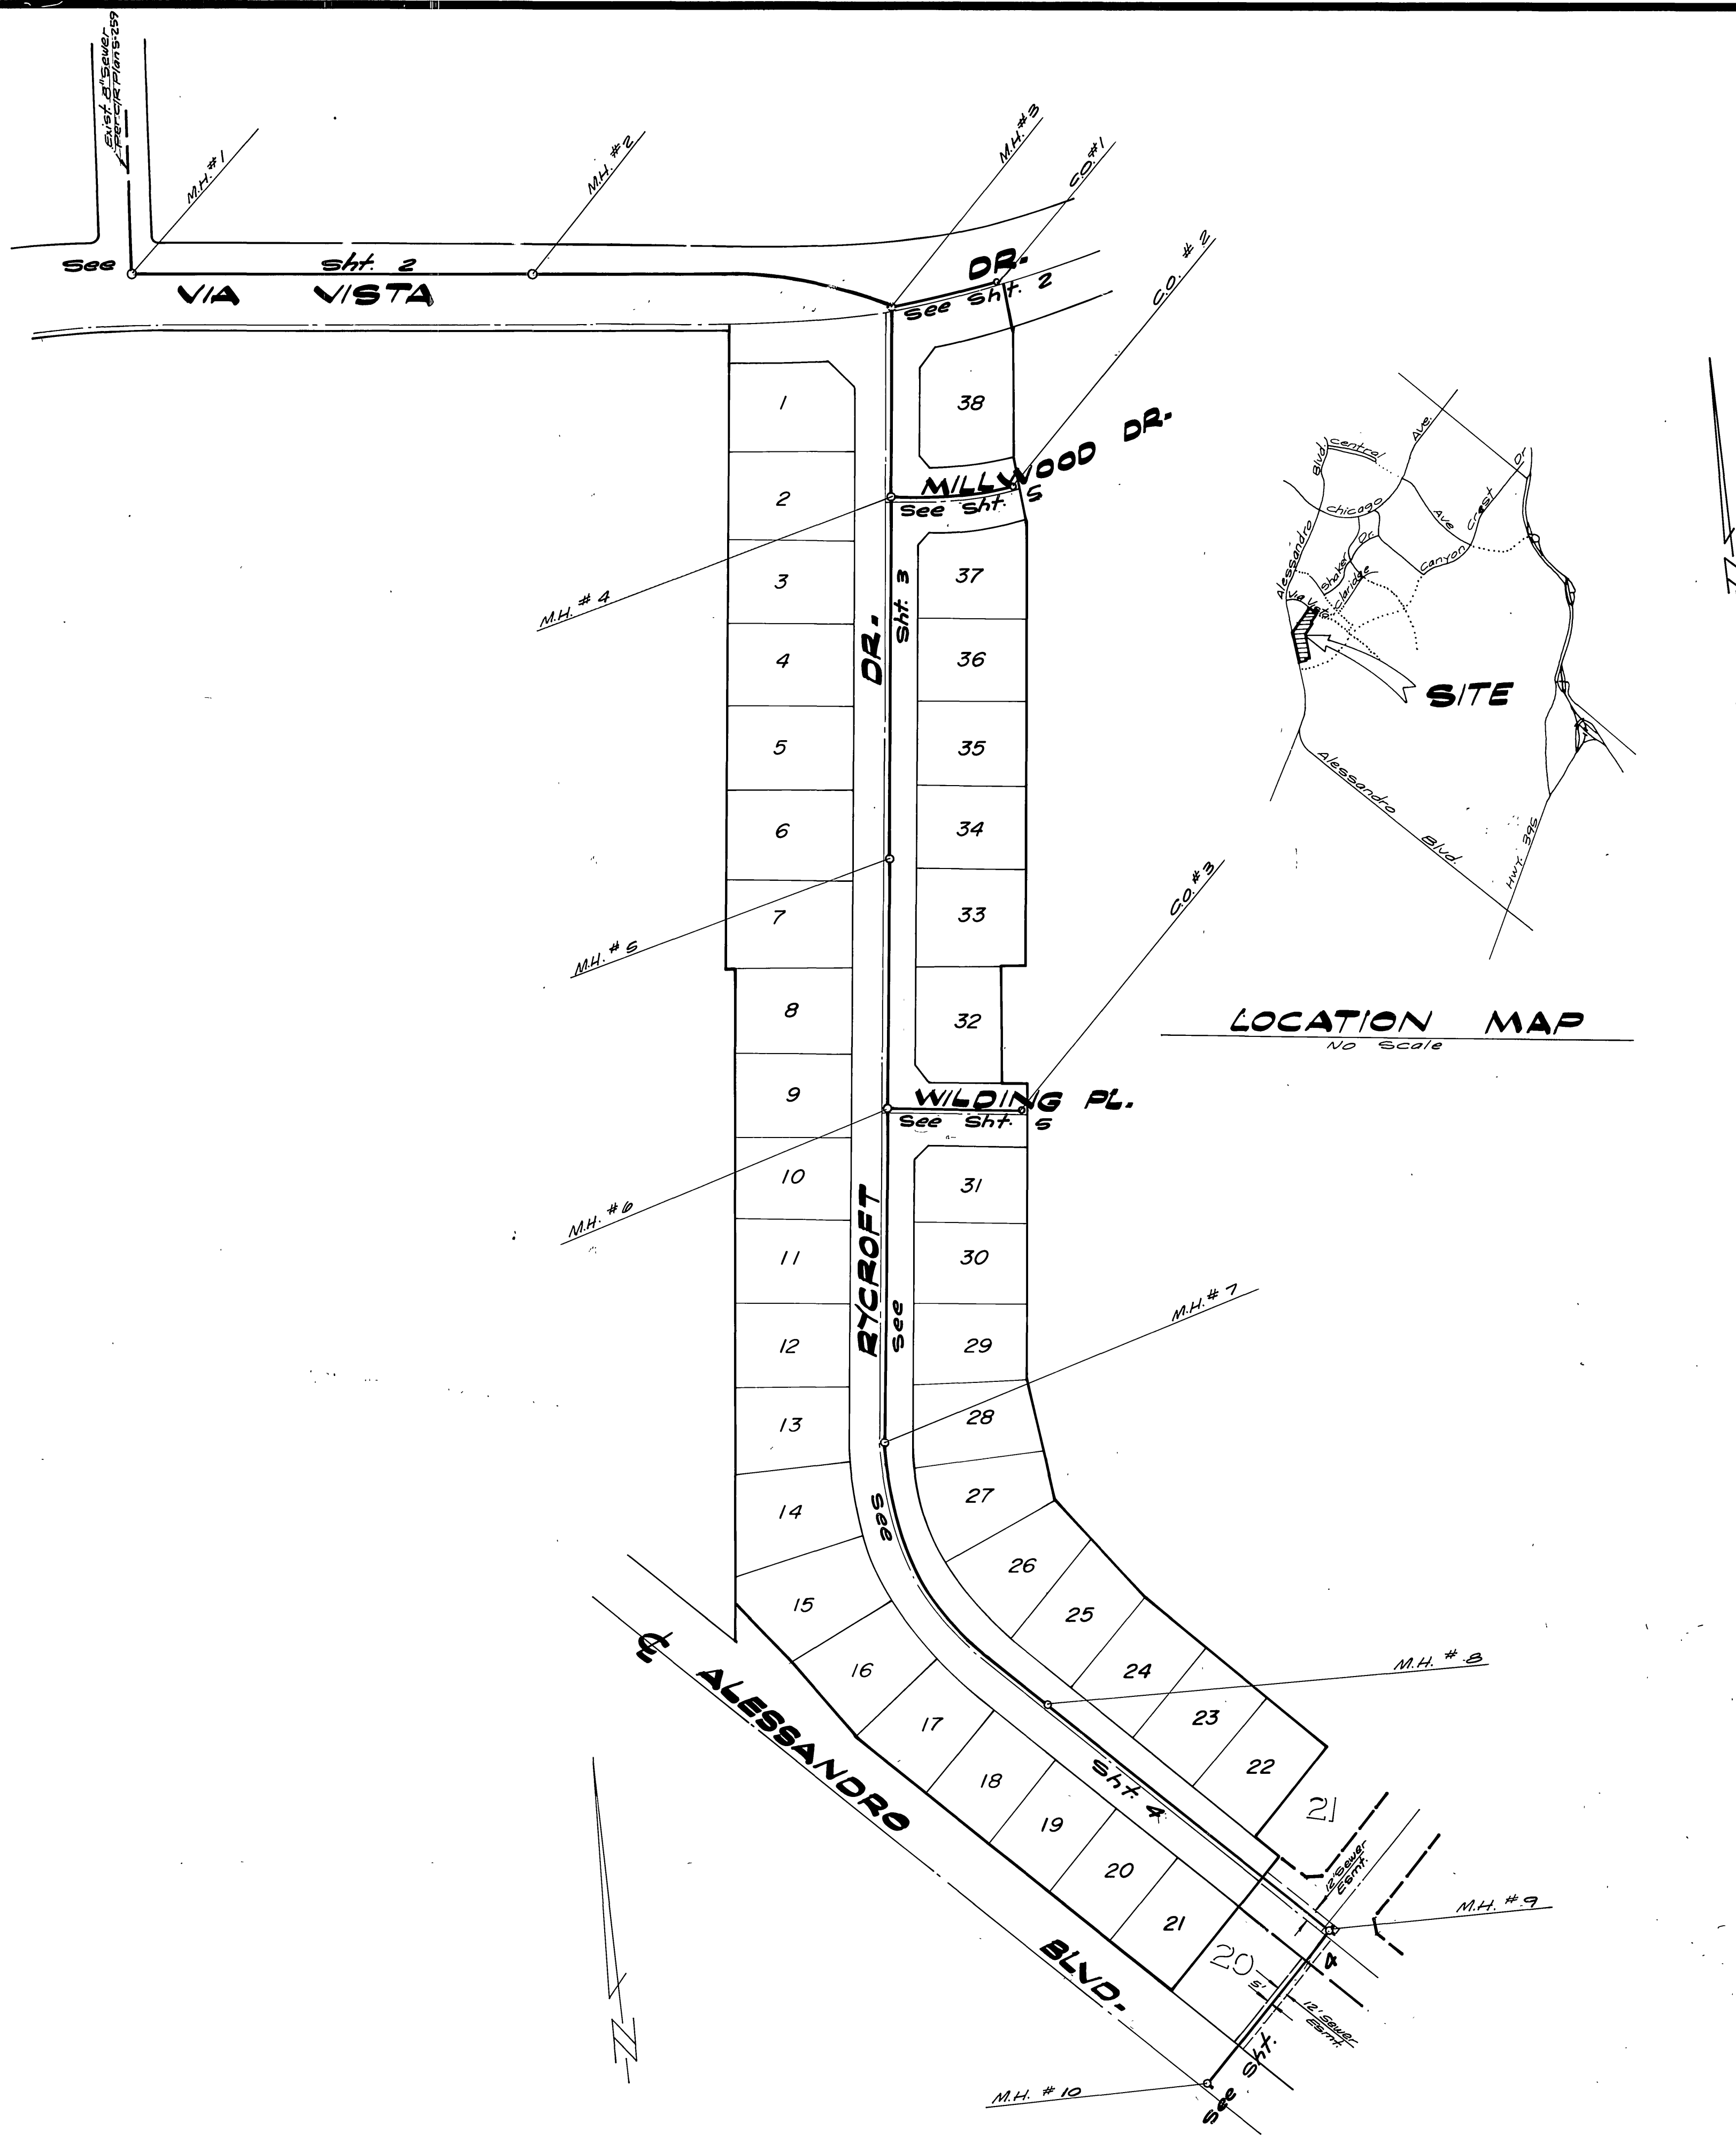 Exist. 8" Sewer
Per C/R Plan S-259
M.H. #1
M.H. #2
M.H. #3
C.O. #1
C.O. #2
See Sht. 2
VIA VISTA DR.
See Sht. 2
1
38
MILLWOOD DR.
See Sht. 5
2
3
37
M.H. #4
Sht. 3
DR.
4
36
5
35
6
34
7
33
M.H. #5
C.O. #3
8
32
9
WILDING PL.
See Sht. 5
10
31
M.H. #6
RYCROFT
11
30
See
M.H. #7
12
29
13
28
14
27
See
15
26
25
16
24
M.H. #8
17
23
18
22
Sht. 4
19
21
20
12' Sewer
Esmt.
21
M.H. #9
20
5'
4
12' Sewer
Esmt.
See Sht.
M.H. #10
℄ ALESSANDRO BLVD.
N
Central
Ave.
Blvd.
Chicago
Ave
Crest
Dr
Alessandro
Shaker
Dr.
Claridge
Canyon
Via Vista
SITE
Alessandro Blvd.
HWY. 395
LOCATION MAP
No Scale